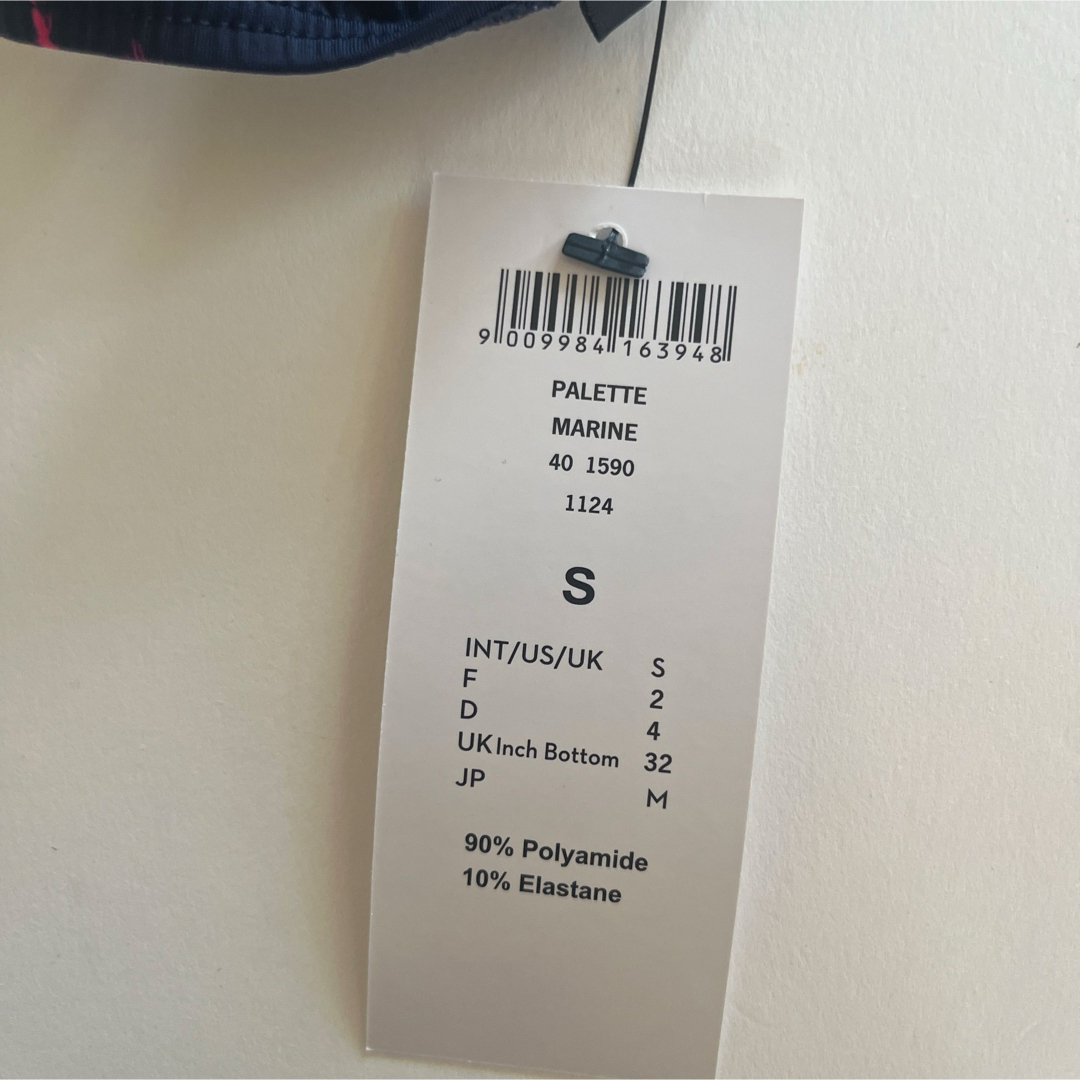 9 009984 163948
PALETTE
MARINE
40 1590
1124
S
INT/US/UK S
F 2
D 4
UK Inch Bottom 32
JP M
90% Polyamide
10% Elastane